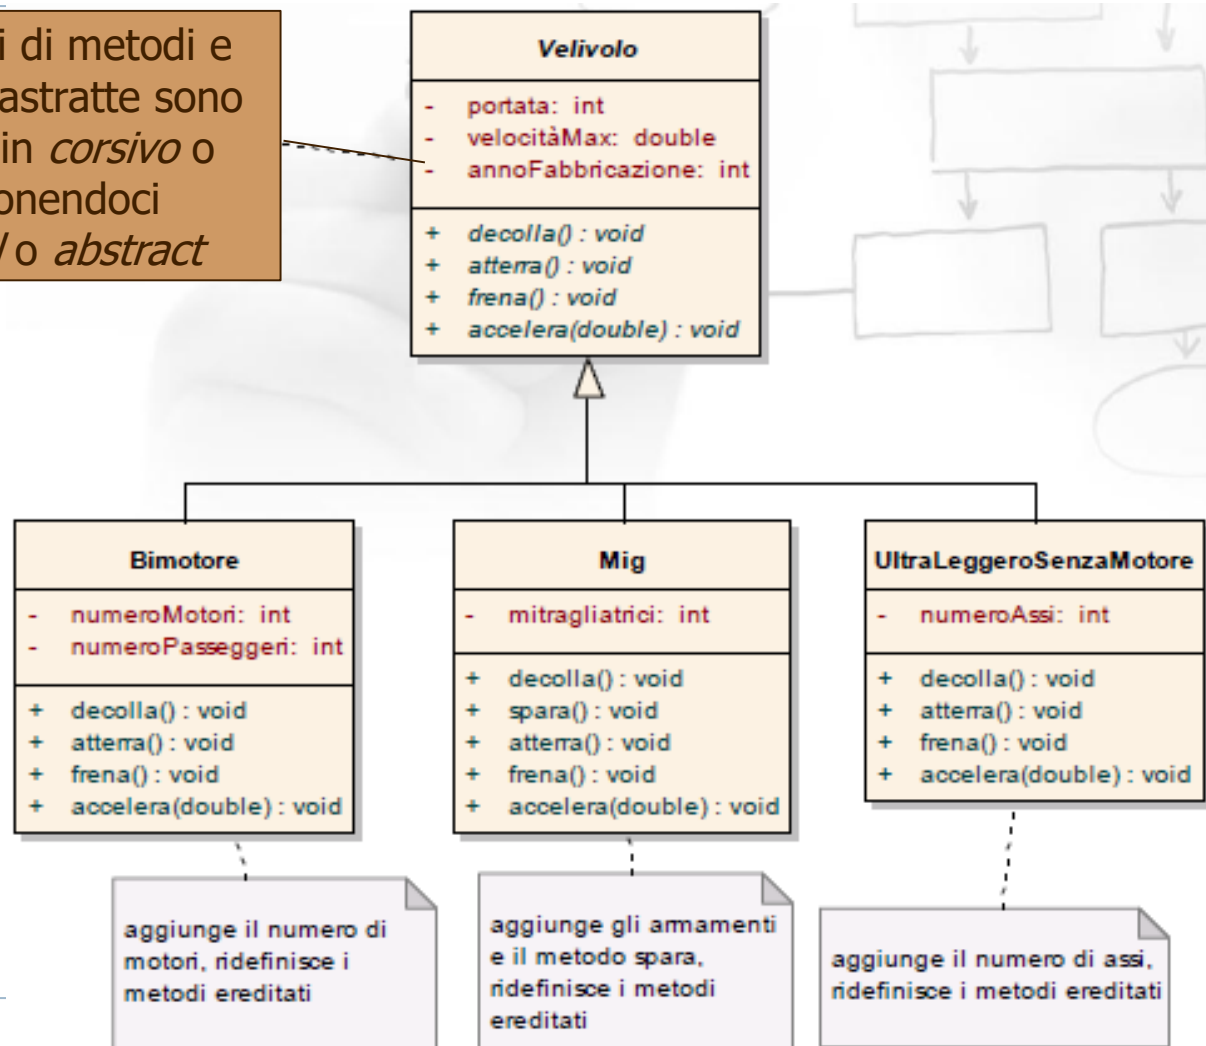 i di metodi e
astratte sono
in corsivo o
onendoci
o abstract
Velivolo
- portata: int
- velocitàMax: double
- annoFabbricazione: int
+ decolla() : void
+ atterra() : void
+ frena() : void
+ accelera(double) : void
Bimotore
- numeroMotori: int
- numeroPasseggeri: int
+ decolla() : void
+ atterra() : void
+ frena() : void
+ accelera(double) : void
aggiunge il numero di
motori, ridefinisce i
metodi ereditati
Mig
- mitragliatrici: int
+ decolla() : void
+ spara() : void
+ atterra() : void
+ frena() : void
+ accelera(double) : void
aggiunge gli armamenti
e il metodo spara,
ridefinisce i metodi
ereditati
UltraLeggeroSenzaMotore
- numeroAssi: int
+ decolla() : void
+ atterra() : void
+ frena() : void
+ accelera(double) : void
aggiunge il numero di assi,
ridefinisce i metodi ereditati